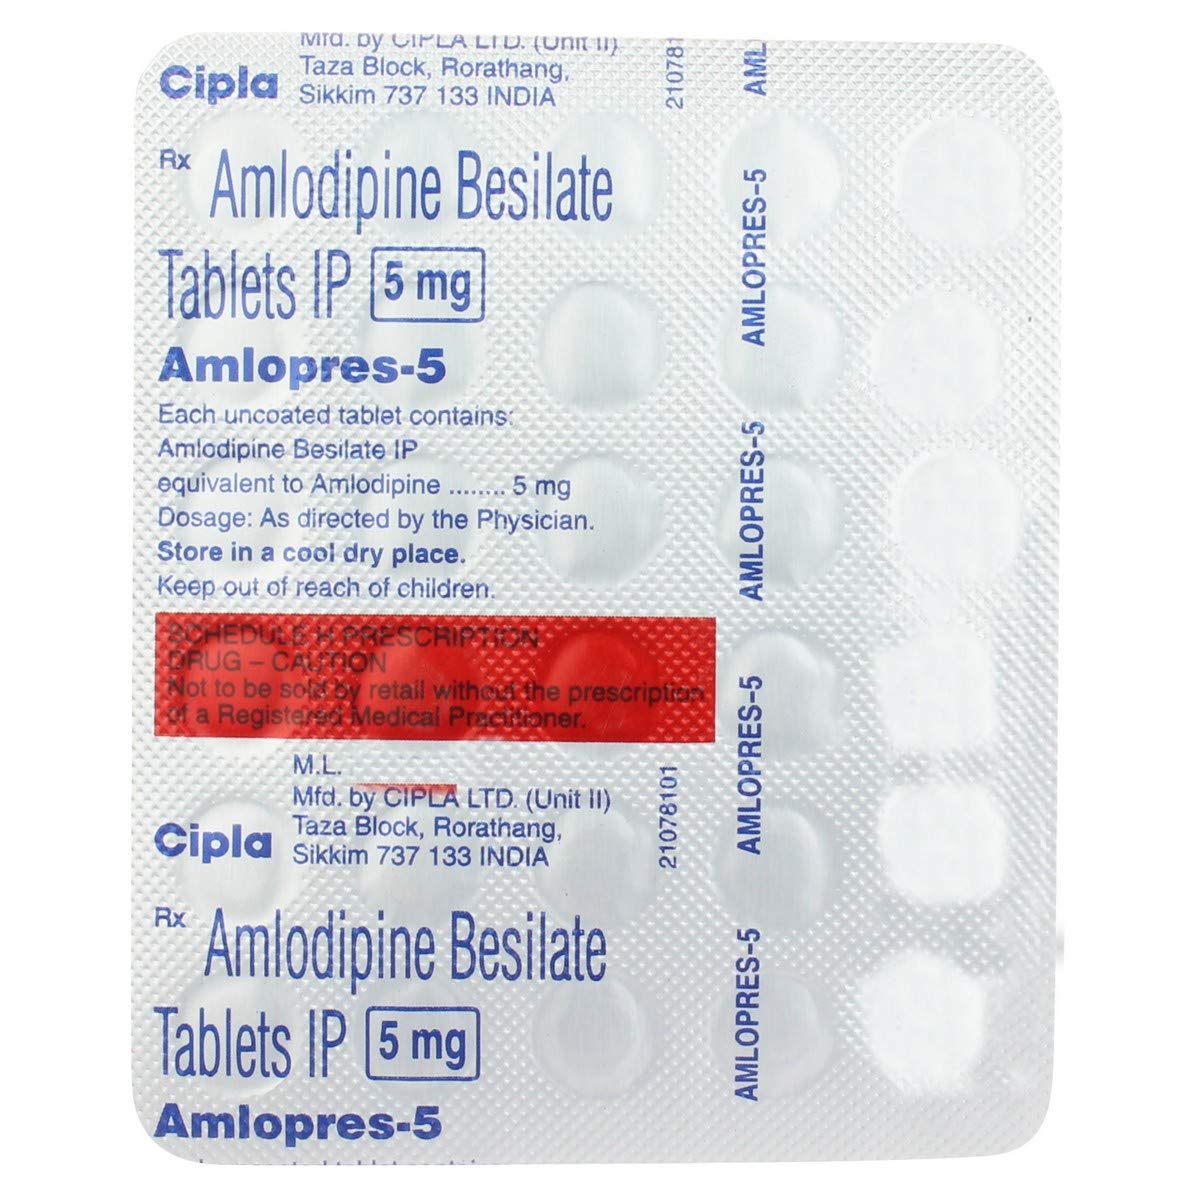 Mfd. by CIPLA LTD. (Unit II)
Cipla Taza Block, Rorathang,
Sikkim 737 133 INDIA
21078
AML
Rx Amlodipine Besilate
Tablets IP 5 mg
Amlopres-5
Each uncoated tablet contains:
Amlodipine Besilate IP
equivalent to Amlodipine ........ 5 mg
Dosage: As directed by the Physician.
Store in a cool dry place.
Keep out of reach of children.
SCHEDULE H PRESCRIPTION
DRUG – CAUTION
Not to be sold by retail without the prescription
of a Registered Medical Practitioner.
M.L.
Mfd. by CIPLA LTD. (Unit II)
Cipla Taza Block, Rorathang,
Sikkim 737 133 INDIA
21078101
Rx Amlodipine Besilate
Tablets IP 5 mg
Amlopres-5
AMLOPRES-5
AMLOPRES-5
AMLOPRES-5
AMLOPRES-5